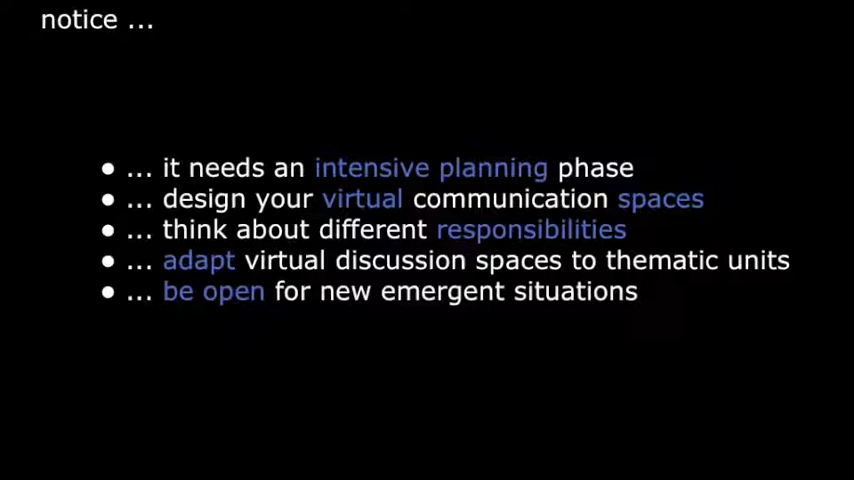 notice ...
● ... it needs an intensive planning phase
● ... design your virtual communication spaces
● ... think about different responsibilities
● ... adapt virtual discussion spaces to thematic units
● ... be open for new emergent situations